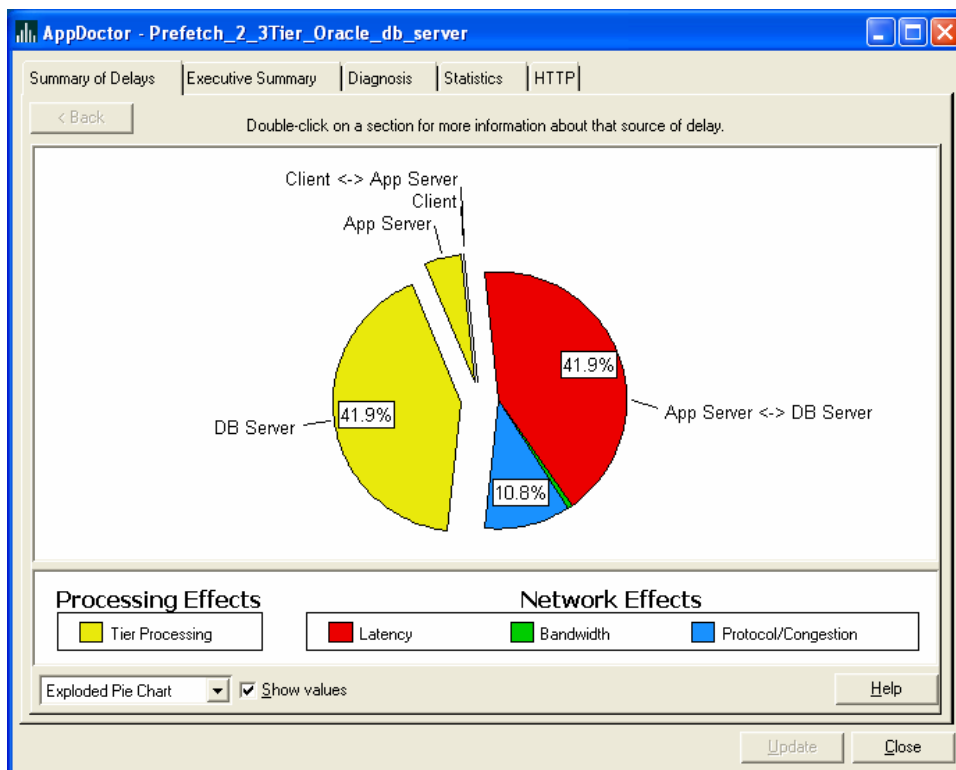 AppDoctor - Prefetch_2_3Tier_Oracle_db_server
Summary of Delays Executive Summary Diagnosis Statistics HTTP
< Back
Double-click on a section for more information about that source of delay.
Client <-> App Server
Client
App Server
41.9%
App Server <-> DB Server
41.9%
DB Server
10.8%
Processing Effects Network Effects
Tier Processing Latency Bandwidth Protocol/Congestion
Exploded Pie Chart Show values Help
Update Close